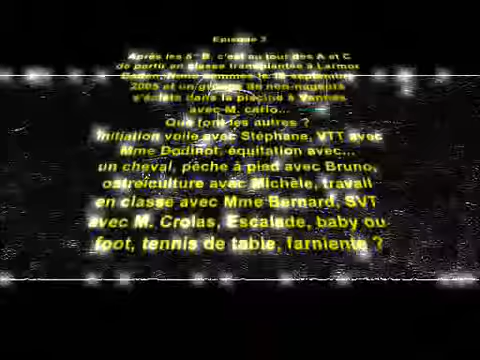 Episode 3
Après les 5ᵉ B, c'est au tour des A et C
de partir en classe transplantée à Larmor
Baden, Nous sommes le 18 septembre
2005 et un groupe de non-nageurs
s'éclate dans la piscine à Vannes
avec M. carlo...
Que font les autres ?
Initiation voile avec Stéphane, VTT avec
Mme Dodinot, équitation avec...
un cheval, pêche à pied avec Bruno,
ostréiculture avec Michèle, travail
en classe avec Mme Bernard, SVT
avec M. Crolas, Escalade, baby ou
foot, tennis de table, farniente ?